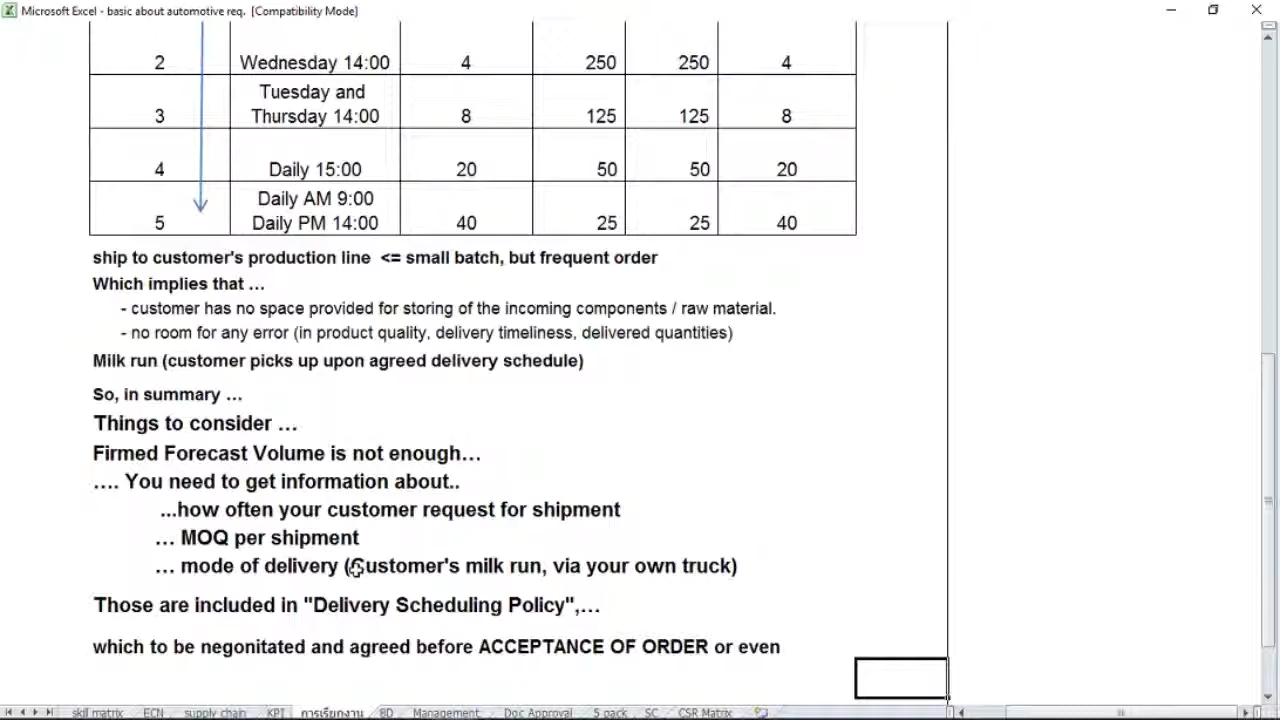 Microsoft Excel - basic about automotive req. [Compatibility Mode]
2 Wednesday 14:00 4 250 250 4
Tuesday and
3 Thursday 14:00 8 125 125 8
4 Daily 15:00 20 50 50 20
Daily AM 9:00
5 Daily PM 14:00 40 25 25 40
ship to customer's production line <= small batch, but frequent order
Which implies that …
- customer has no space provided for storing of the incoming components / raw material.
- no room for any error (in product quality, delivery timeliness, delivered quantities)
Milk run (customer picks up upon agreed delivery schedule)
So, in summary …
Things to consider …
Firmed Forecast Volume is not enough…
…. You need to get information about..
...how often your customer request for shipment
… MOQ per shipment
… mode of delivery (Customer's milk run, via your own truck)
Those are included in "Delivery Scheduling Policy",…
which to be negonitated and agreed before ACCEPTANCE OF ORDER or even
skill matrix ECN supply chain KPI การเรียกงาน 8D Management Doc Approval 5 pack SC CSR Matrix